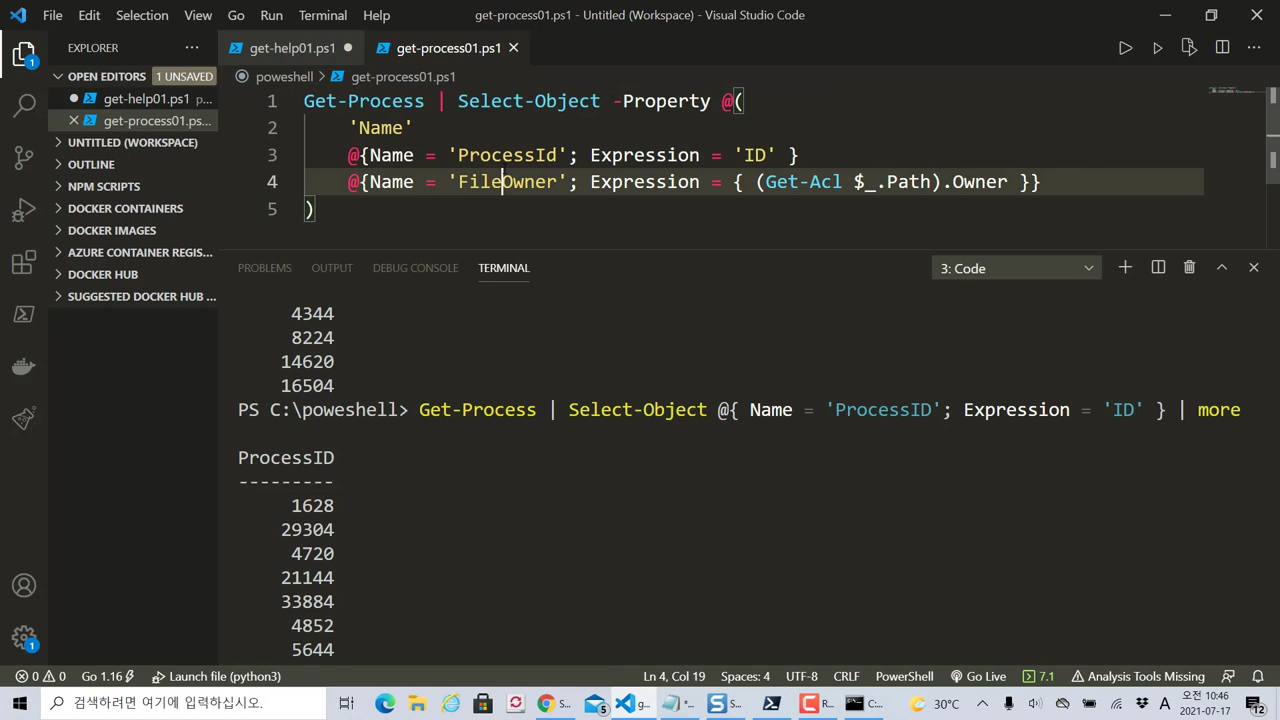 File Edit Selection View Go Run Terminal Help get-process01.ps1 - Untitled (Workspace) - Visual Studio Code
EXPLORER
get-help01.ps1
get-process01.ps1
OPEN EDITORS 1 UNSAVED
get-help01.ps1 p...
get-process01.ps...
UNTITLED (WORKSPACE)
OUTLINE
NPM SCRIPTS
DOCKER CONTAINERS
DOCKER IMAGES
AZURE CONTAINER REGIS...
DOCKER HUB
SUGGESTED DOCKER HUB ...
poweshell > get-process01.ps1
1 Get-Process | Select-Object -Property @(
2 'Name'
3 @{Name = 'ProcessId'; Expression = 'ID' }
4 @{Name = 'FileOwner'; Expression = { (Get-Acl $_.Path).Owner }}
5 )
PROBLEMS OUTPUT DEBUG CONSOLE TERMINAL 3: Code
4344
8224
14620
16504
PS C:\poweshell> Get-Process | Select-Object @{ Name = 'ProcessID'; Expression = 'ID' } | more
ProcessID
---------
1628
29304
4720
21144
33884
4852
5644
1
1
0 0 Go 1.16 Launch file (python3) Ln 4, Col 19 Spaces: 4 UTF-8 CRLF PowerShell Go Live 7.1 Analysis Tools Missing
검색하려면 여기에 입력하십시오.
S...
5
g...
*...
S...
R...
C...
30°C
A
오전 10:46
2021-07-17
12